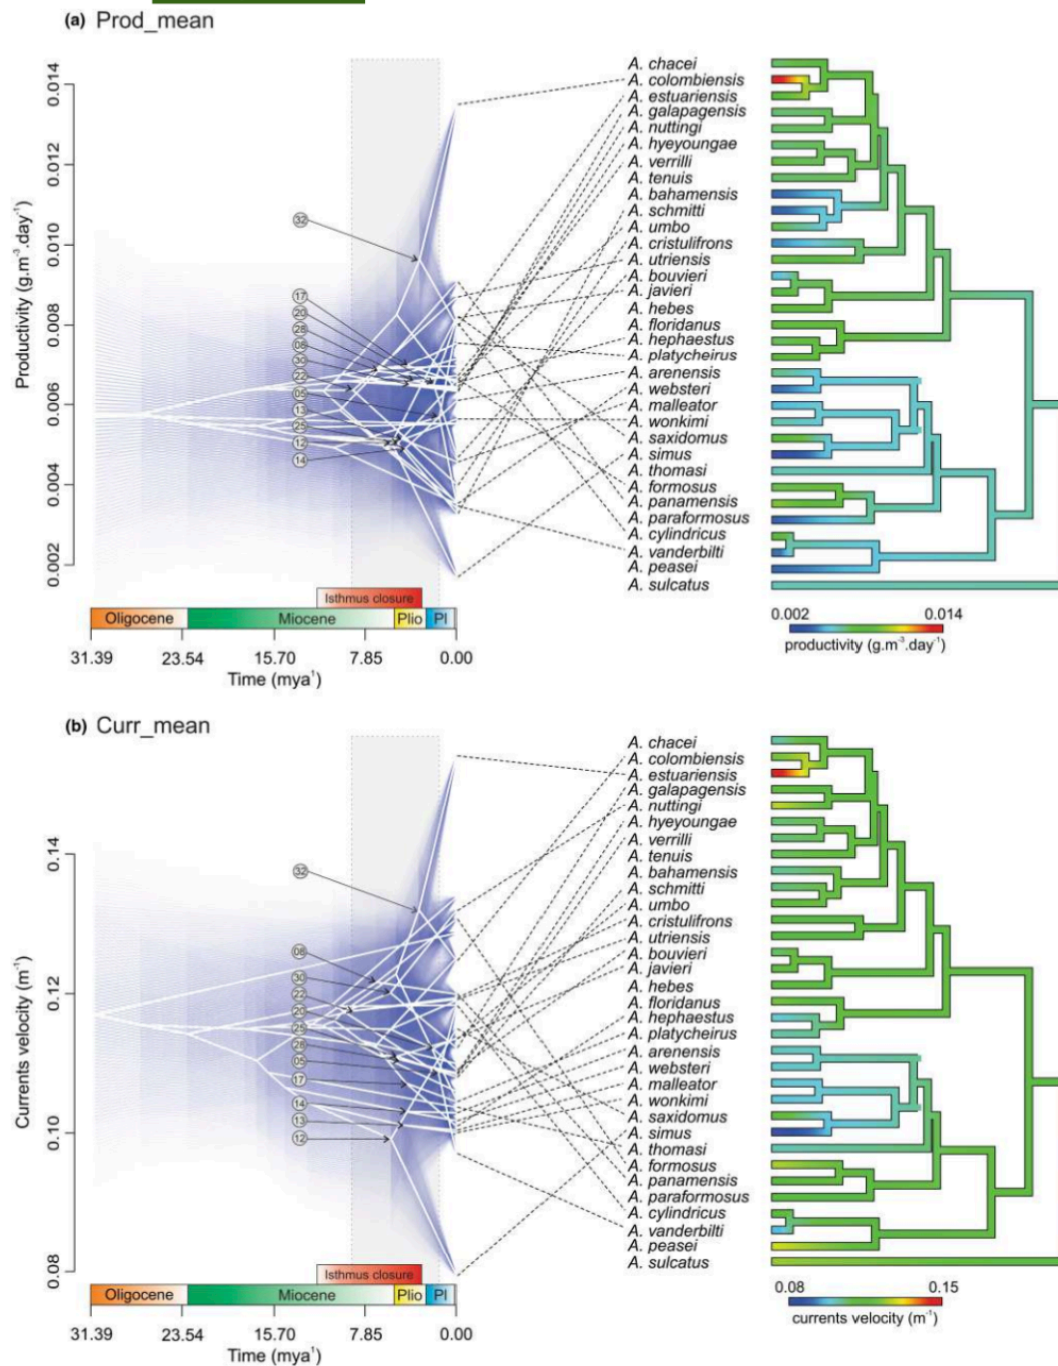 (a) Prod_mean
0.014
0.012
0.010
0.008
0.006
0.004
0.002
Productivity (g.m⁻³.day⁻¹)
32
17
20
28
08
30
22
05
13
25
12
14
Isthmus closure
Oligocene
Miocene
Plio
Pl
31.39
23.54
15.70
7.85
0.00
Time (mya¹)
A. chacei
A. colombiensis
A. estuariensis
A. galapagensis
A. nuttingi
A. hyeyoungae
A. verrilli
A. tenuis
A. bahamensis
A. schmitti
A. umbo
A. cristulifrons
A. utriensis
A. bouvieri
A. javieri
A. hebes
A. floridanus
A. hephaestus
A. platycheirus
A. arenensis
A. websteri
A. malleator
A. wonkimi
A. saxidomus
A. simus
A. thomasi
A. formosus
A. panamensis
A. paraformosus
A. cylindricus
A. vanderbilti
A. peasei
A. sulcatus
0.002
0.014
productivity (g.m⁻³.day⁻¹)
(b) Curr_mean
0.14
0.12
0.10
0.08
Currents velocity (m⁻¹)
32
08
30
22
20
25
28
05
17
14
13
12
Isthmus closure
Oligocene
Miocene
Plio
Pl
31.39
23.54
15.70
7.85
0.00
Time (mya¹)
A. chacei
A. colombiensis
A. estuariensis
A. galapagensis
A. nuttingi
A. hyeyoungae
A. verrilli
A. tenuis
A. bahamensis
A. schmitti
A. umbo
A. cristulifrons
A. utriensis
A. bouvieri
A. javieri
A. hebes
A. floridanus
A. hephaestus
A. platycheirus
A. arenensis
A. websteri
A. malleator
A. wonkimi
A. saxidomus
A. simus
A. thomasi
A. formosus
A. panamensis
A. paraformosus
A. cylindricus
A. vanderbilti
A. peasei
A. sulcatus
0.08
0.15
currents velocity (m⁻¹)